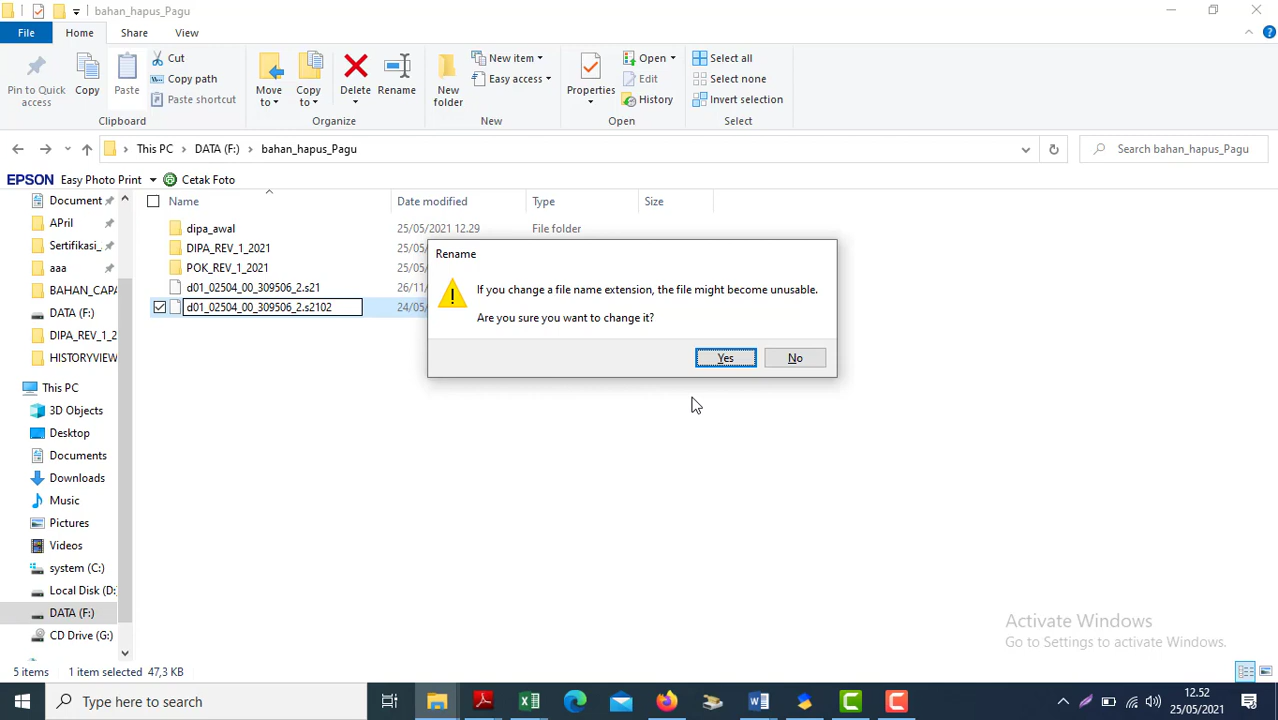 bahan_hapus_Pagu
File
Home
Share
View
Pin to Quick access
Copy
Paste
Cut
Copy path
Paste shortcut
Clipboard
Move to
Copy to
Delete
Rename
Organize
New folder
New item
Easy access
New
Properties
Open
Edit
History
Open
Select all
Select none
Invert selection
Select
This PC
DATA (F:)
bahan_hapus_Pagu
Search bahan_hapus_Pagu
EPSON Easy Photo Print
Cetak Foto
Document
APril
Sertifikasi_
aaa
BAHAN_CAPA
DATA (F:)
DIPA_REV_1_2
HISTORYVIEW
This PC
3D Objects
Desktop
Documents
Downloads
Music
Pictures
Videos
system (C:)
Local Disk (D:
DATA (F:)
CD Drive (G:)
Name
Date modified
Type
Size
dipa_awal
25/05/2021 12.29
File folder
DIPA_REV_1_2021
25/05/
POK_REV_1_2021
25/05/
d01_02504_00_309506_2.s21
26/11/
d01_02504_00_309506_2.s2102
24/05/
Rename
If you change a file name extension, the file might become unusable.
Are you sure you want to change it?
Yes
No
Activate Windows
Go to Settings to activate Windows.
5 items
1 item selected 47,3 KB
Type here to search
12.52
25/05/2021